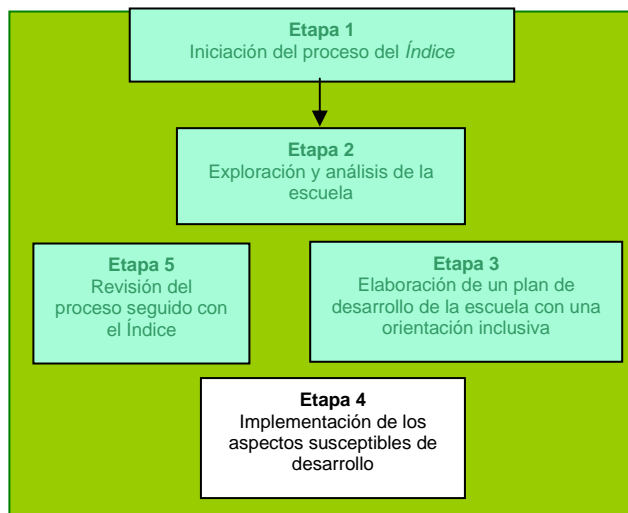 Etapa 1
Iniciación del proceso del Índice
Etapa 2
Exploración y análisis de la
escuela
Etapa 5
Revisión del
proceso seguido con
el Índice
Etapa 3
Elaboración de un plan de
desarrollo de la escuela con una
orientación inclusiva
Etapa 4
Implementación de los
aspectos susceptibles de
desarrollo